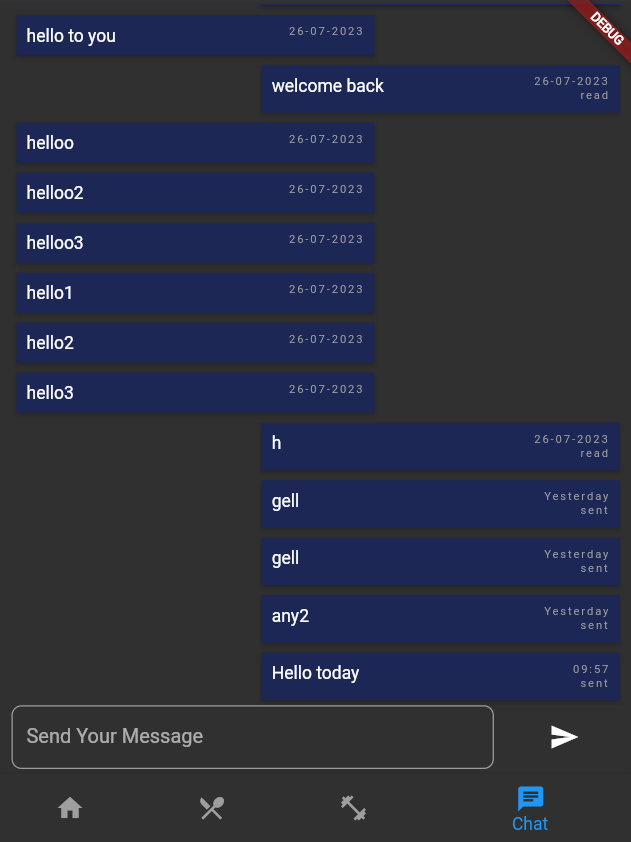 DEBUG
hello to you 26-07-2023
welcome back 26-07-2023
read
helloo 26-07-2023
helloo2 26-07-2023
helloo3 26-07-2023
hello1 26-07-2023
hello2 26-07-2023
hello3 26-07-2023
h 26-07-2023
read
gell Yesterday
sent
gell Yesterday
sent
any2 Yesterday
sent
Hello today 09:57
sent
Send Your Message
Chat